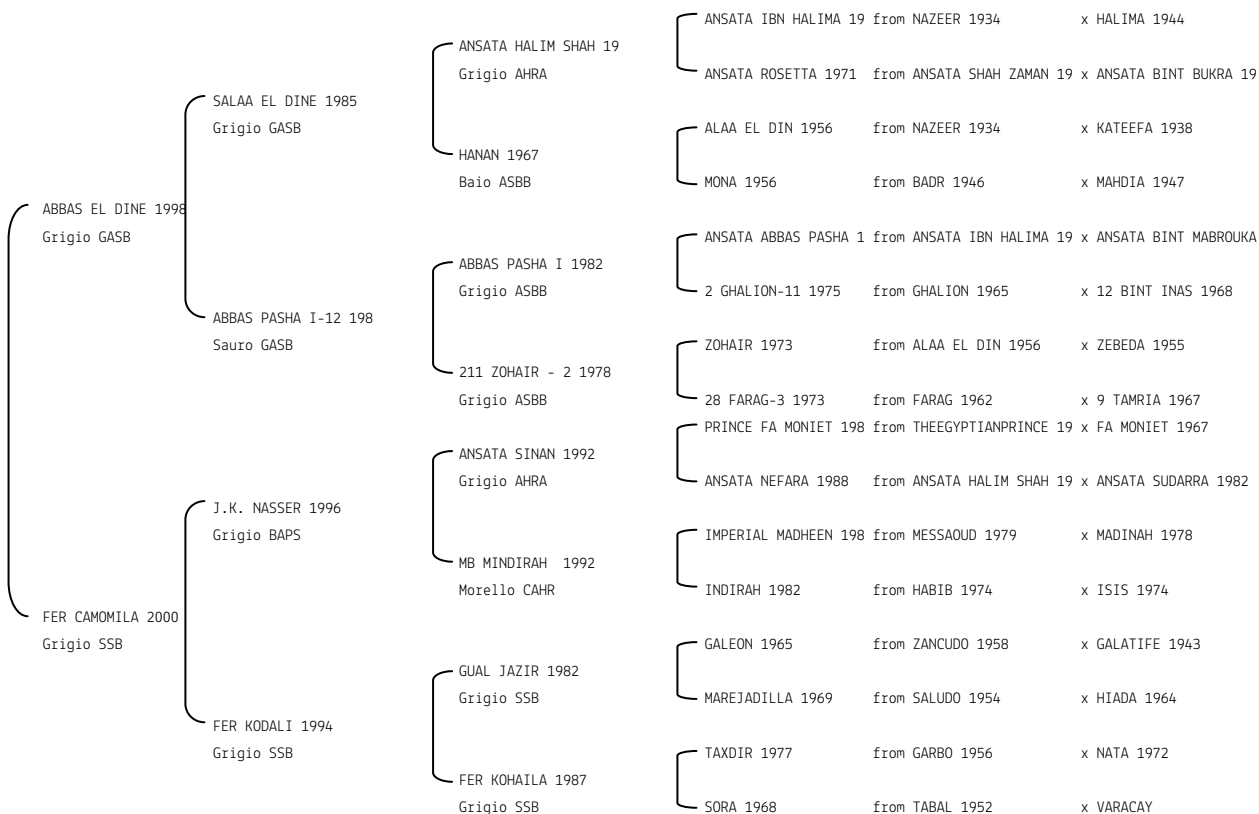 ANSATA IBN HALIMA 19 from NAZEER 1934 x HALIMA 1944
ANSATA HALIM SHAH 19
Grigio AHRA
ANSATA ROSETTA 1971 from ANSATA SHAH ZAMAN 19 x ANSATA BINT BUKRA 19
SALAA EL DINE 1985
Grigio GASB
ALAA EL DIN 1956 from NAZEER 1934 x KATEEFA 1938
HANAN 1967
Baio ASBB
MONA 1956 from BADR 1946 x MAHDIA 1947
ABBAS EL DINE 1998
Grigio GASB
ANSATA ABBAS PASHA 1 from ANSATA IBN HALIMA 19 x ANSATA BINT MABROUKA
ABBAS PASHA I 1982
Grigio ASBB
2 GHALION-11 1975 from GHALION 1965 x 12 BINT INAS 1968
ABBAS PASHA I-12 198
Sauro GASB
ZOHAIR 1973 from ALAA EL DIN 1956 x ZEBEDA 1955
211 ZOHAIR - 2 1978
Grigio ASBB
28 FARAG-3 1973 from FARAG 1962 x 9 TAMRIA 1967
PRINCE FA MONIET 198 from THEEGYPTIANPRINCE 19 x FA MONIET 1967
ANSATA SINAN 1992
Grigio AHRA
ANSATA NEFARA 1988 from ANSATA HALIM SHAH 19 x ANSATA SUDARRA 1982
J.K. NASSER 1996
Grigio BAPS
IMPERIAL MADHEEN 198 from MESSAOUD 1979 x MADINAH 1978
MB MINDIRAH 1992
Morello CAHR
INDIRAH 1982 from HABIB 1974 x ISIS 1974
FER CAMOMILA 2000
Grigio SSB
GALEON 1965 from ZANCUDO 1958 x GALATIFE 1943
GUAL JAZIR 1982
Grigio SSB
MAREJADILLA 1969 from SALUDO 1954 x HIADA 1964
FER KODALI 1994
Grigio SSB
TAXDIR 1977 from GARBO 1956 x NATA 1972
FER KOHAILA 1987
Grigio SSB
SORA 1968 from TABAL 1952 x VARACAY